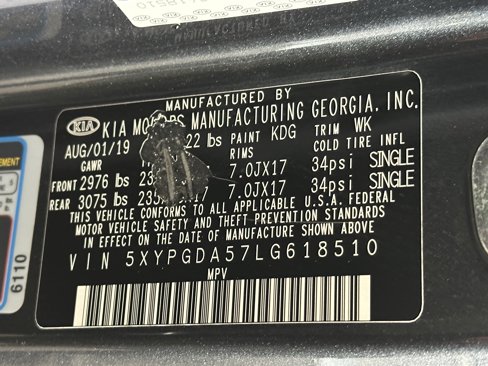 MANUFACTURED BY
KIA KIA MANUFACTURING GEORGIA. INC.
AUG/01/19 22 lbs PAINT KDG TRIM WK
GAWR RIMS COLD TIRE INFL
FRONT 2976 lbs 7.0JX17 34psi SINGLE
REAR 3075 lbs 7.0JX17 34psi SINGLE
THIS VEHICLE CONFORMS TO ALL APPLICABLE U.S.A. FEDERAL
MOTOR VEHICLE SAFETY AND THEFT PREVENTION STANDARDS
IN EFFECT ON THE DATE OF MANUFACTURE SHOWN ABOVE
VIN 5XYPGDA57LG618510
MPV
6110